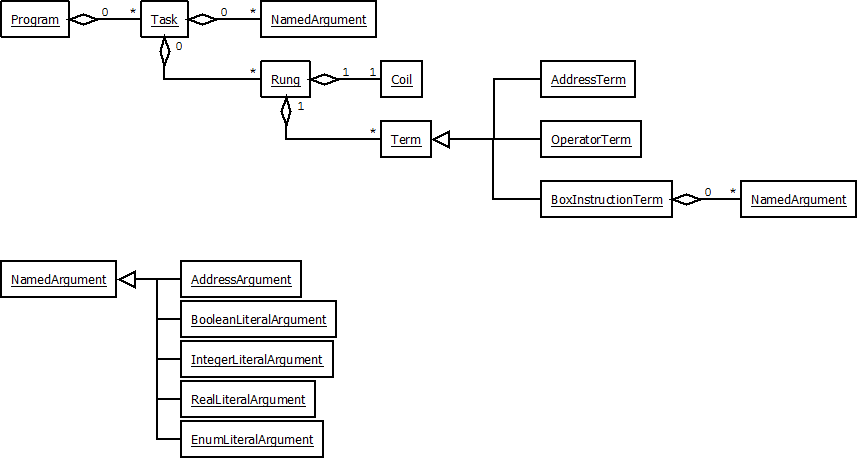 Program 0 * Task 0 * NamedArgument
0
* Rung 1 1 Coil
1
* Term
AddressTerm
OperatorTerm
BoxInstructionTerm 0 * NamedArgument
NamedArgument
AddressArgument
BooleanLiteralArgument
IntegerLiteralArgument
RealLiteralArgument
EnumLiteralArgument